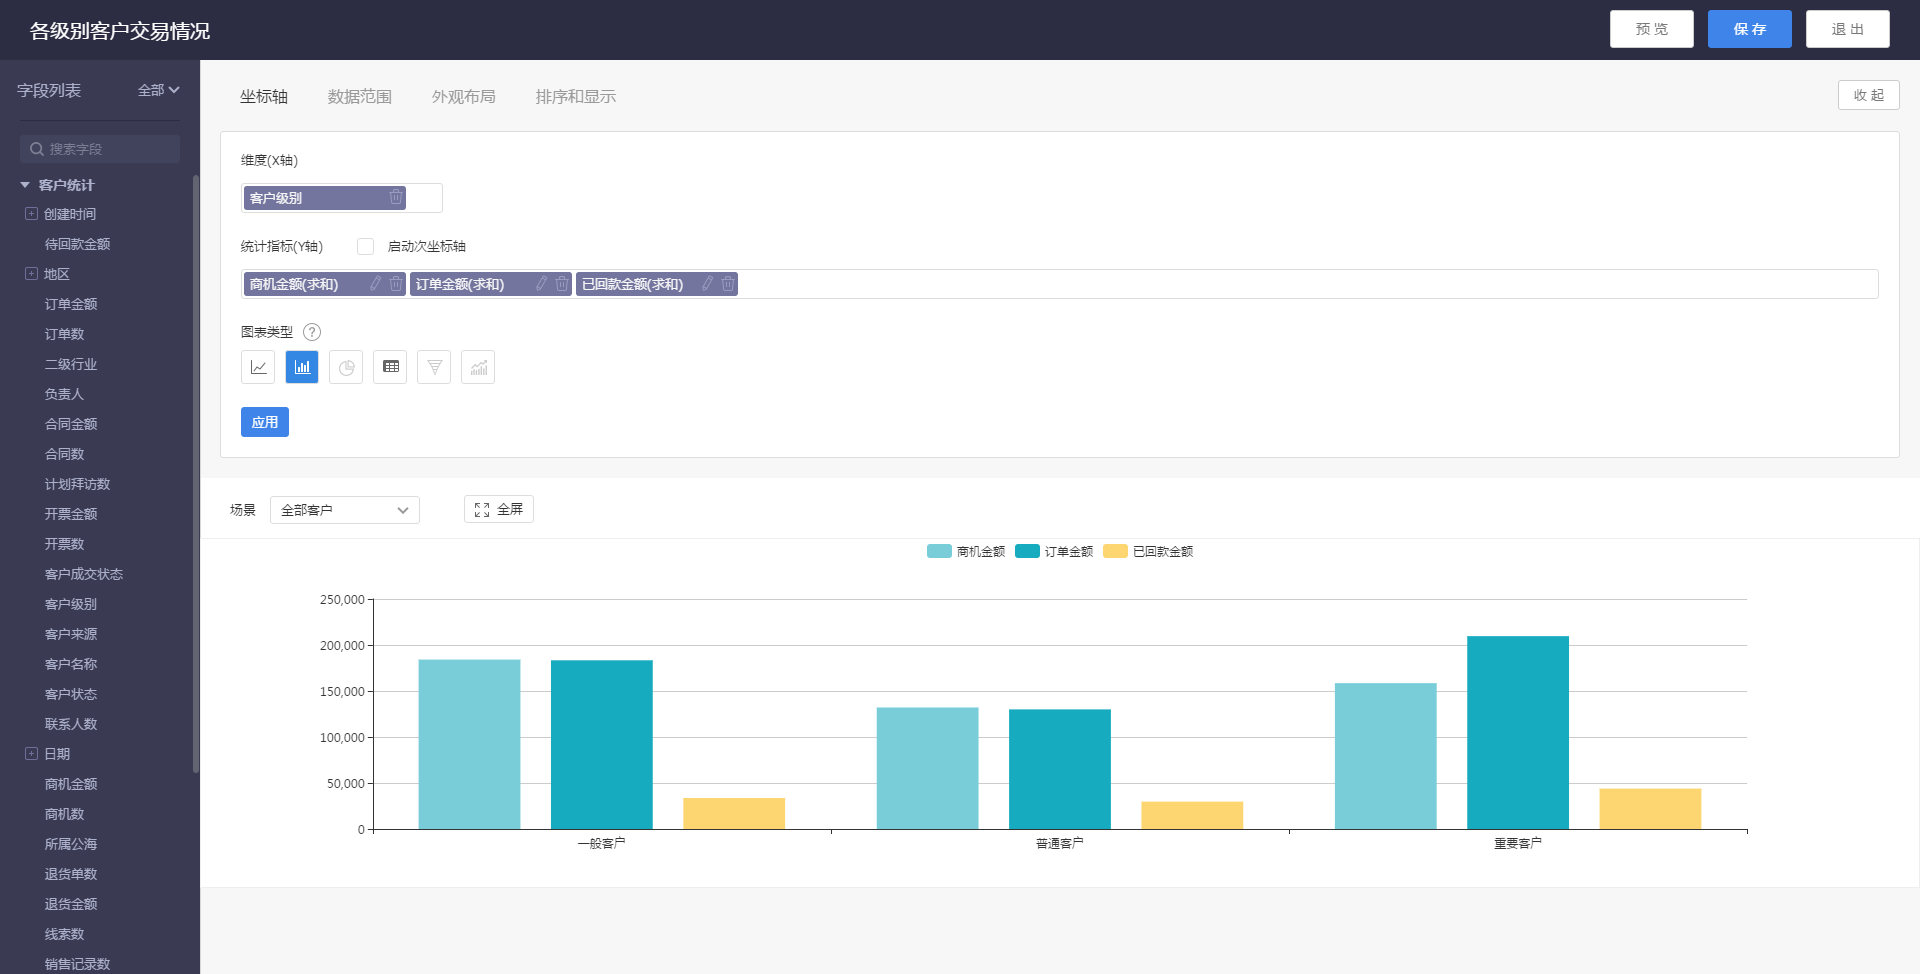 各级别客户交易情况
预 览
保 存
退 出
字段列表
全部
搜索字段
客户统计
创建时间
待回款金额
地区
订单金额
订单数
二级行业
负责人
合同金额
合同数
计划拜访数
开票金额
开票数
客户成交状态
客户级别
客户来源
客户名称
客户状态
联系人数
日期
商机金额
商机数
所属公海
退货单数
退货金额
线索数
销售记录数
坐标轴 数据范围 外观布局 排序和显示
收 起
维度(X轴)
客户级别
统计指标(Y轴) 启动次坐标轴
商机金额(求和) 订单金额(求和) 已回款金额(求和)
图表类型 ?
应用
场景 全部客户 全屏
商机金额 订单金额 已回款金额
250,000
200,000
150,000
100,000
50,000
0
一般客户 普通客户 重要客户